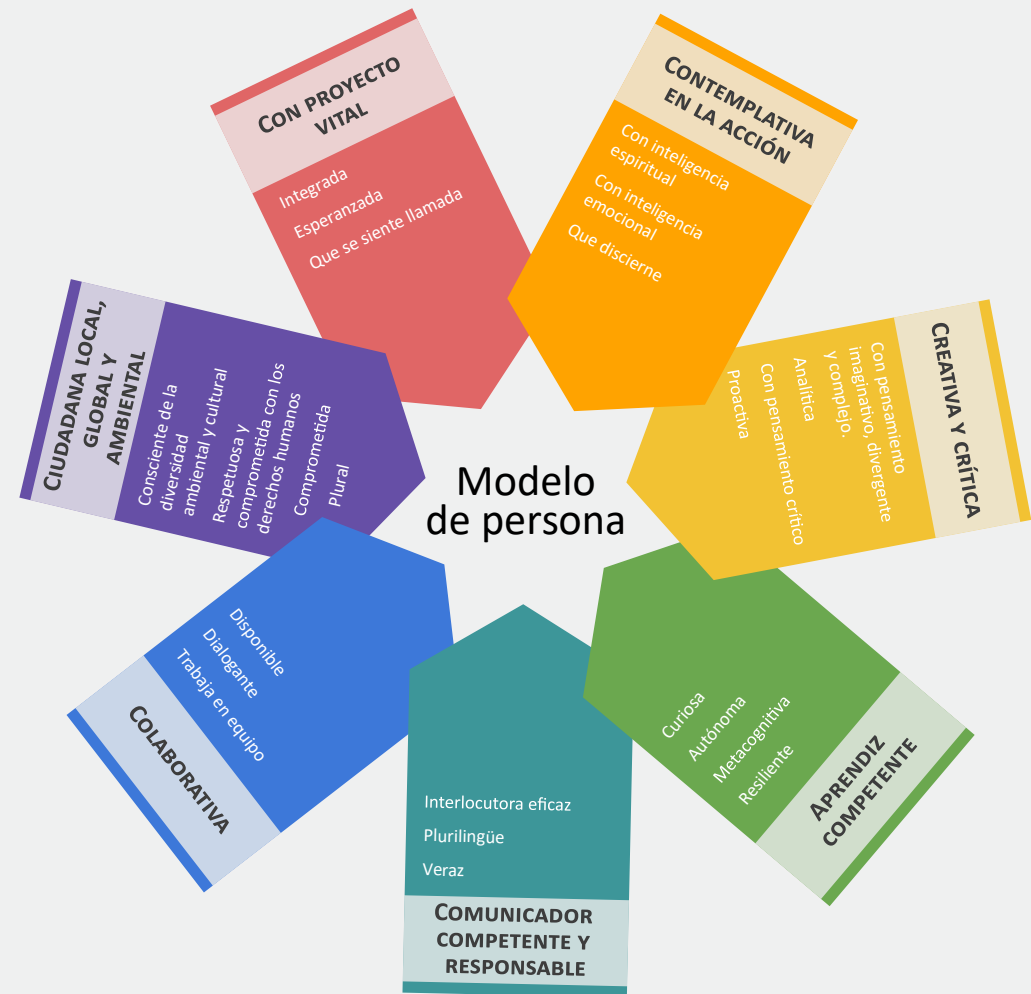 CON PROYECTO
VITAL
Integrada
Esperanzada
Que se siente llamada
CONTEMPLATIVA
EN LA ACCIÓN
Con inteligencia
espiritual
Con inteligencia
emocional
Que discierne
CREATIVA Y CRÍTICA
Con pensamiento
imaginativo, divergente
y complejo.
Analítica
Con pensamiento crítico
Proactiva
APRENDIZ
COMPETENTE
Curiosa
Autónoma
Metacognitiva
Resiliente
Interlocutora eficaz
Plurilingüe
Veraz
COMUNICADOR
COMPETENTE Y
RESPONSABLE
COLABORATIVA
Disponible
Dialogante
Trabaja en equipo
CIUDADANA LOCAL,
GLOBAL Y
AMBIENTAL
Consciente de la
diversidad
ambiental y cultural
Respetuosa y
comprometida con los
derechos humanos
Comprometida
Plural
Modelo
de persona